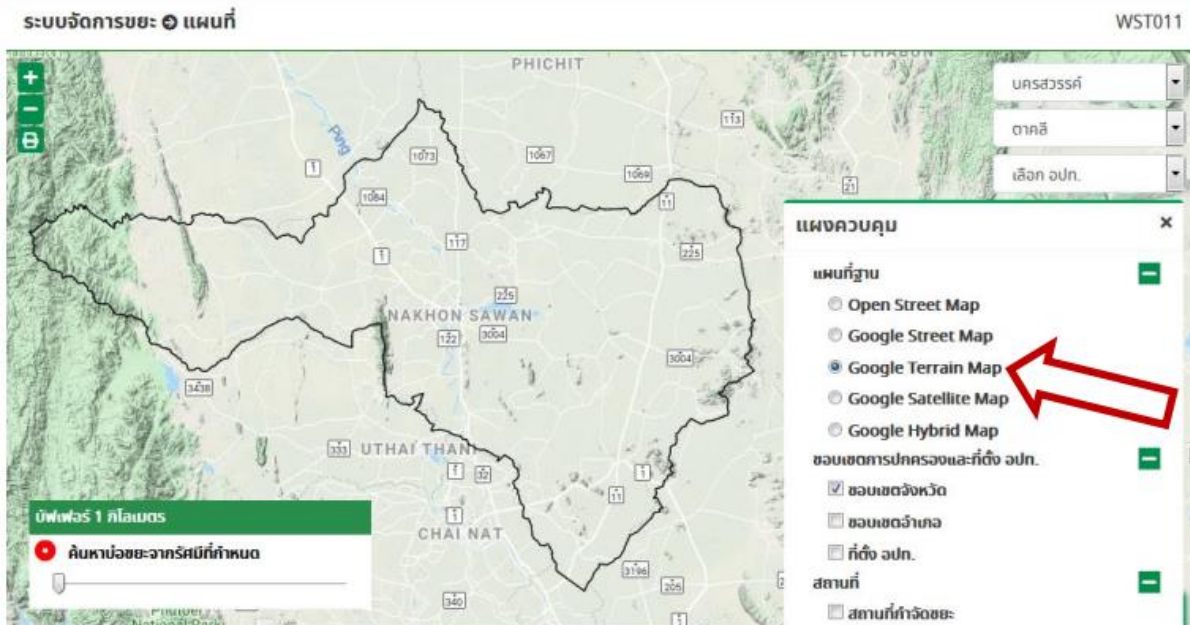 ระบบจัดการขยะ แผนที่
WST011
PHICHIT
PHETCHABUN
นครสวรรค์
ตาคลี
เลือก อปท.
Ping
1
1073
1067
113
1069
21
1084
11
117
1
225
225
NAKHON SAWAN
122
3004
3004
3438
333
UTHAI THANI
1
32
1
11
1
CHAI NAT
3196
205
340
1
แผงควบคุม
×
แผนที่ฐาน
Open Street Map
Google Street Map
Google Terrain Map
Google Satellite Map
Google Hybrid Map
ขอบเขตการปกครองและที่ตั้ง อปท.
ขอบเขตจังหวัด
ขอบเขตอำเภอ
ที่ตั้ง อปท.
สถานที่
สถานที่กำจัดขยะ
บัฟเฟอร์ 1 กิโลเมตร
ค้นหาบ่อขยะจากรัศมีที่กำหนด